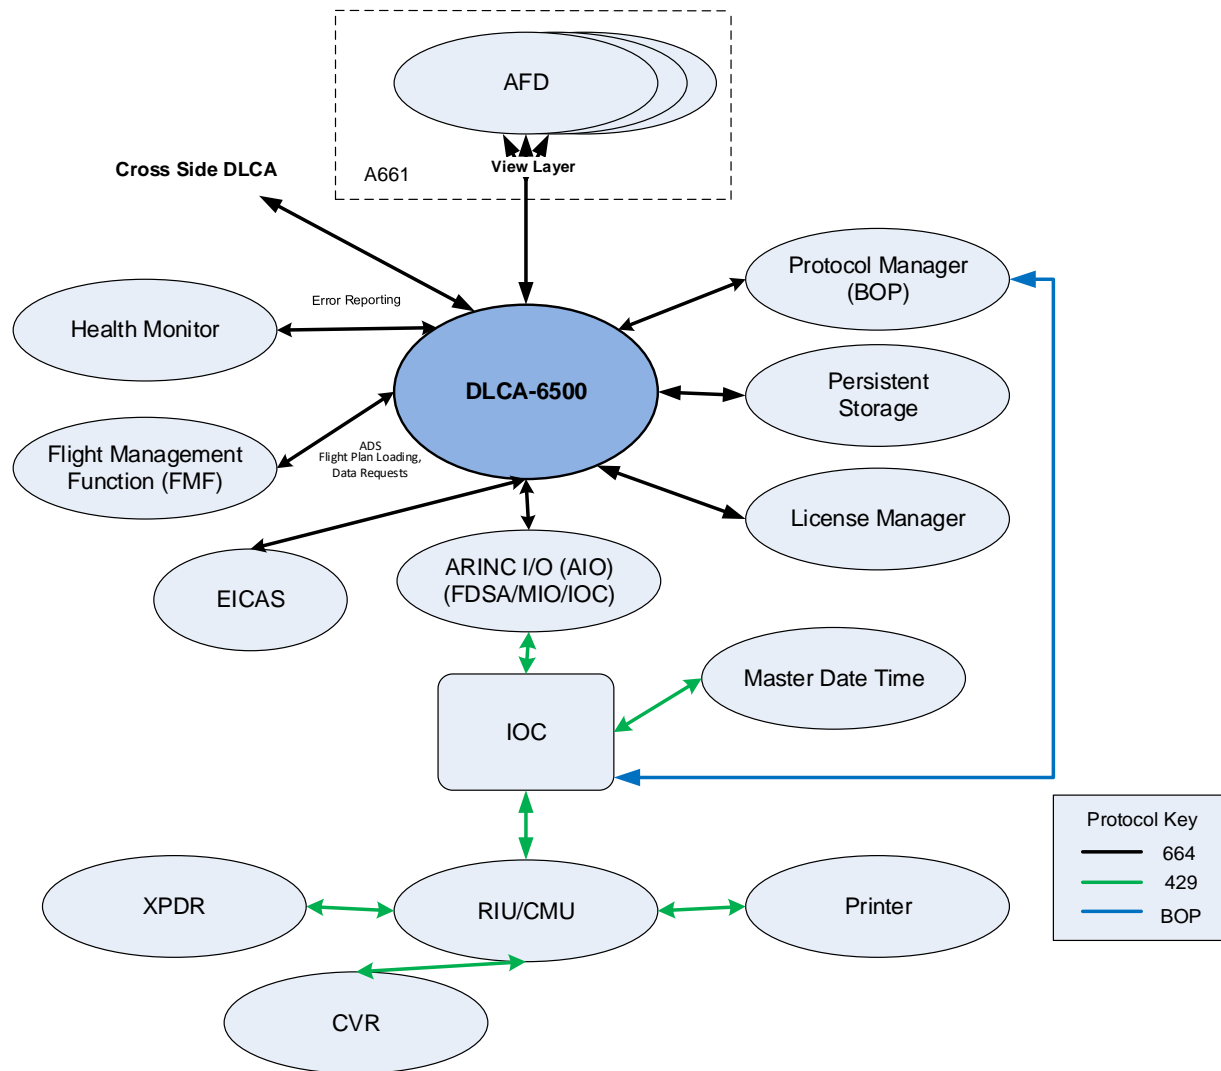 AFD
View Layer
A661
Cross Side DLCA
Protocol Manager
(BOP)
Error Reporting
Health Monitor
DLCA-6500
Persistent
Storage
ADS
Flight Plan Loading,
Data Requests
Flight Management
Function (FMF)
License Manager
EICAS
ARINC I/O (AIO)
(FDSA/MIO/IOC)
Master Date Time
IOC
Protocol Key
664
429
BOP
XPDR
RIU/CMU
Printer
CVR